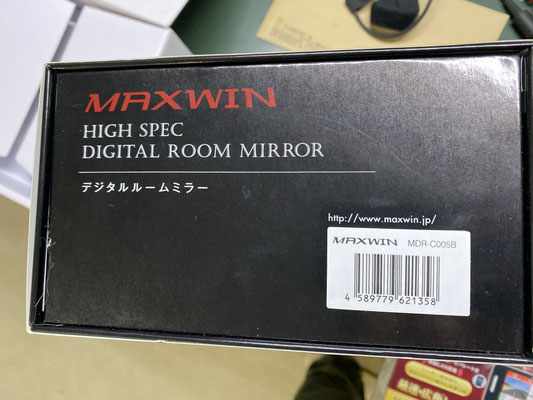 MAXWIN
HIGH SPEC
DIGITAL ROOM MIRROR
デジタルルームミラー
http://www.maxwin.jp/
MAXWIN MDR-C005B
4 589779 621358